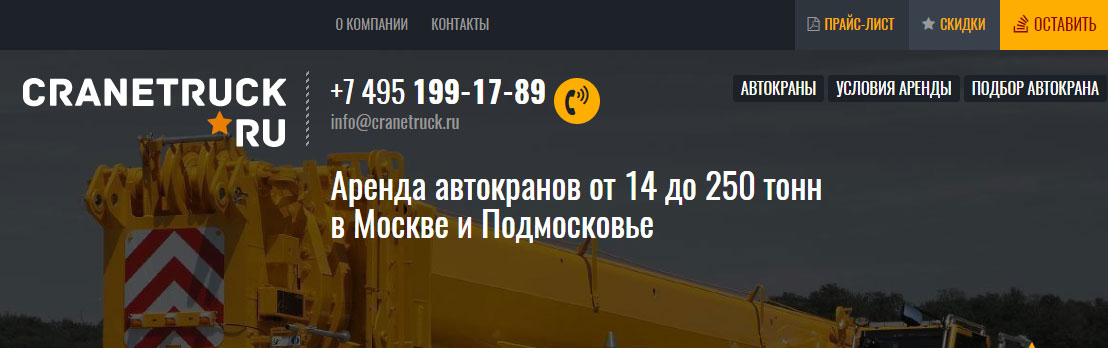 О КОМПАНИИ КОНТАКТЫ ПРАЙС-ЛИСТ СКИДКИ ОСТАВИТЬ
CRANETRUCK
RU
+7 495 199-17-89
info@cranetruck.ru
АВТОКРАНЫ УСЛОВИЯ АРЕНДЫ ПОДБОР АВТОКРАНА
Аренда автокранов от 14 до 250 тонн
в Москве и Подмосковье